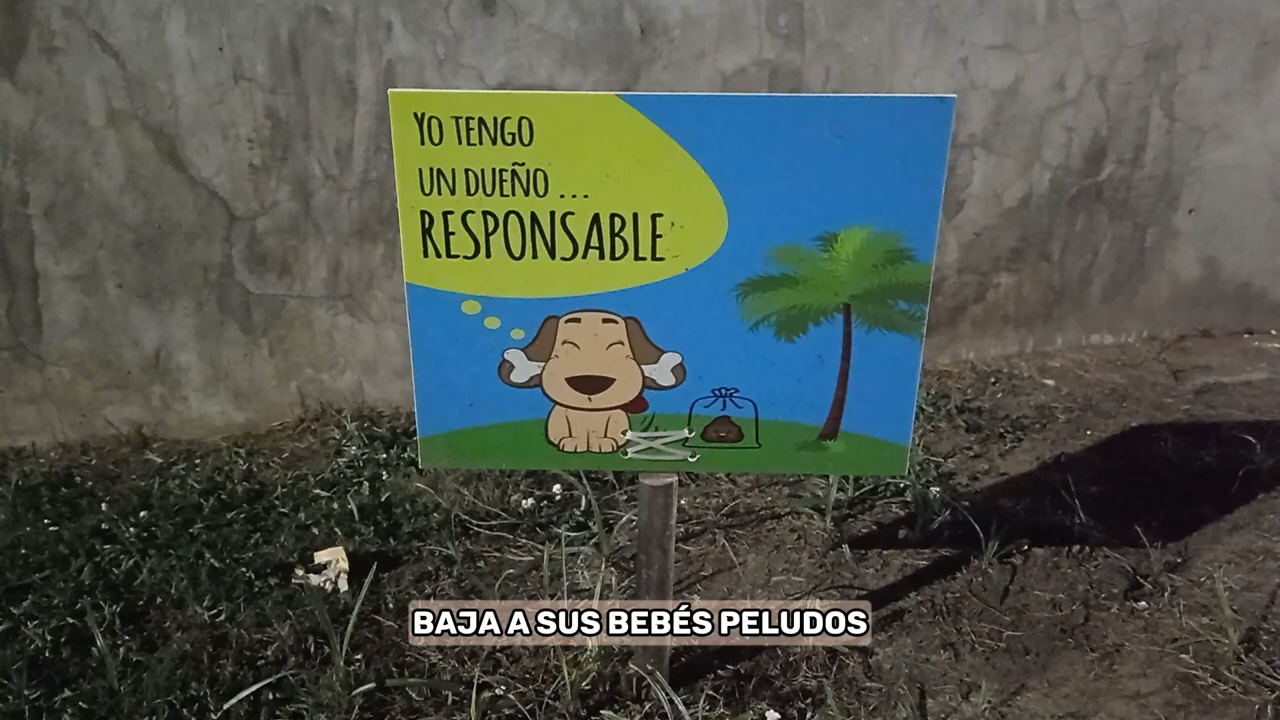 YO TENGO
UN DUEÑO ...
RESPONSABLE
BAJA A SUS BEBÉS PELUDOS